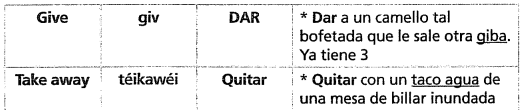 Give giv DAR * Dar a un camello tal
bofetada que le sale otra giba.
Ya tiene 3
Take away téikawéi Quitar * Quitar con un taco agua de
una mesa de billar inundada